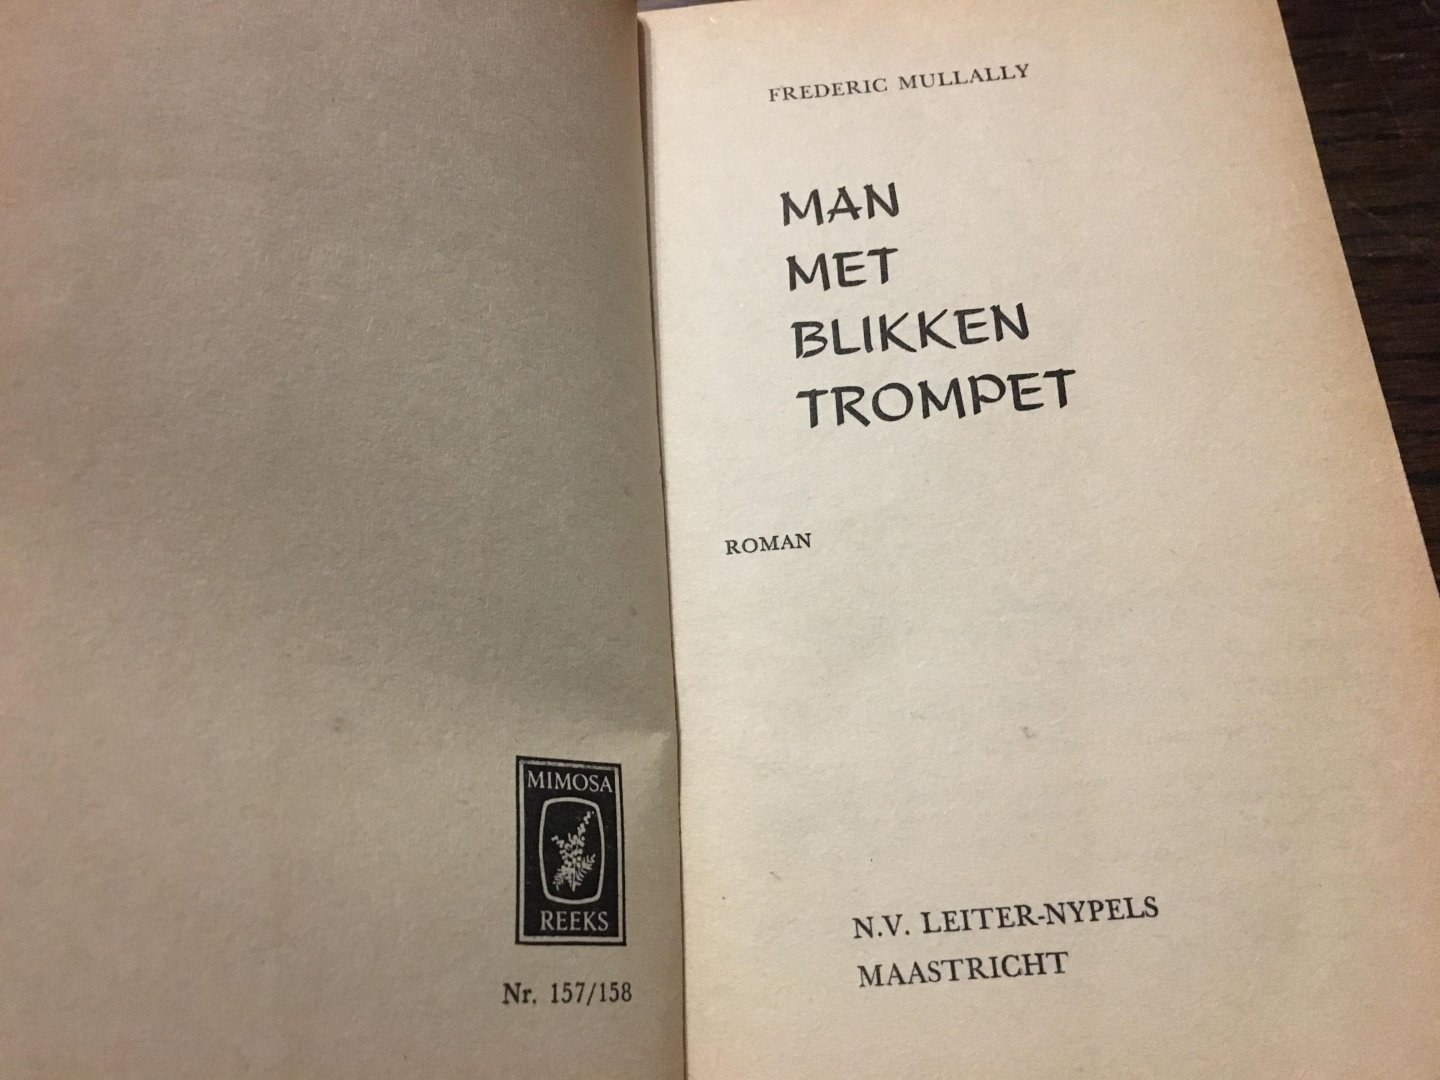 MIMOSA
REEKS
Nr. 157/158
FREDERIC MULLALLY
MAN
MET
BLIKKEN
TROMPET
ROMAN
N.V. LEITER-NYPELS
MAASTRICHT